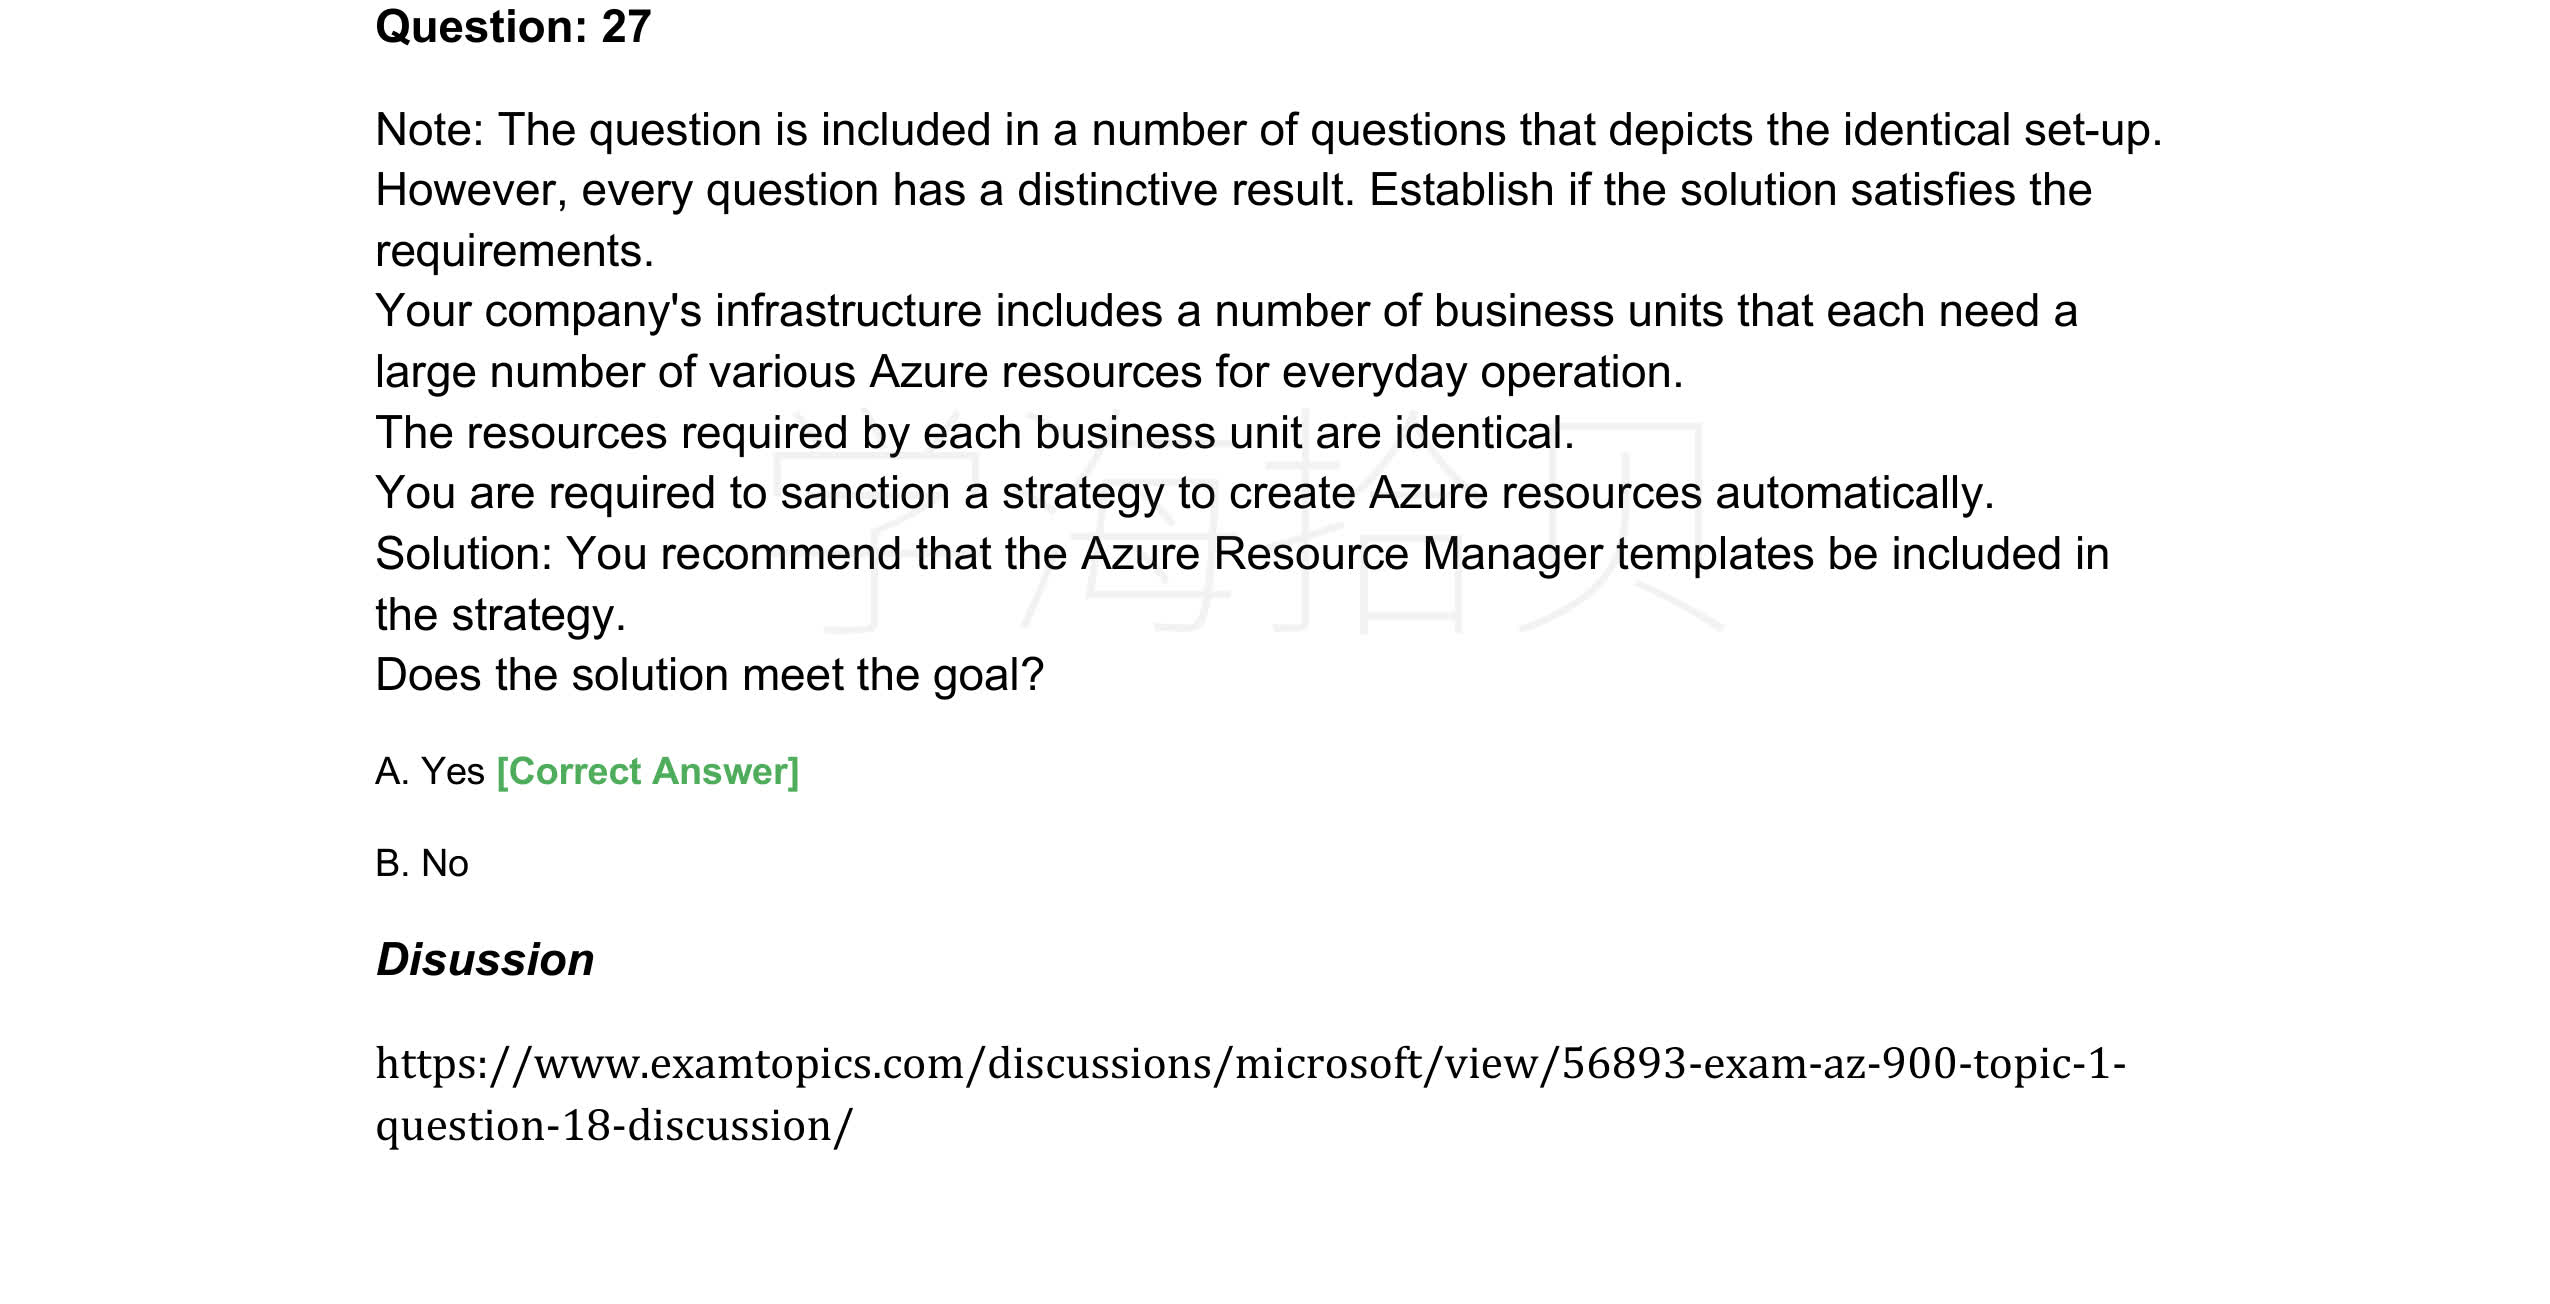 Question: 27
Note: The question is included in a number of questions that depicts the identical set-up.
However, every question has a distinctive result. Establish if the solution satisfies the
requirements.
Your company's infrastructure includes a number of business units that each need a
large number of various Azure resources for everyday operation.
The resources required by each business unit are identical.
You are required to sanction a strategy to create Azure resources automatically.
Solution: You recommend that the Azure Resource Manager templates be included in
the strategy.
Does the solution meet the goal?
A. Yes [Correct Answer]
B. No
Disussion
https://www.examtopics.com/discussions/microsoft/view/56893-exam-az-900-topic-1-
question-18-discussion/
学海拾贝